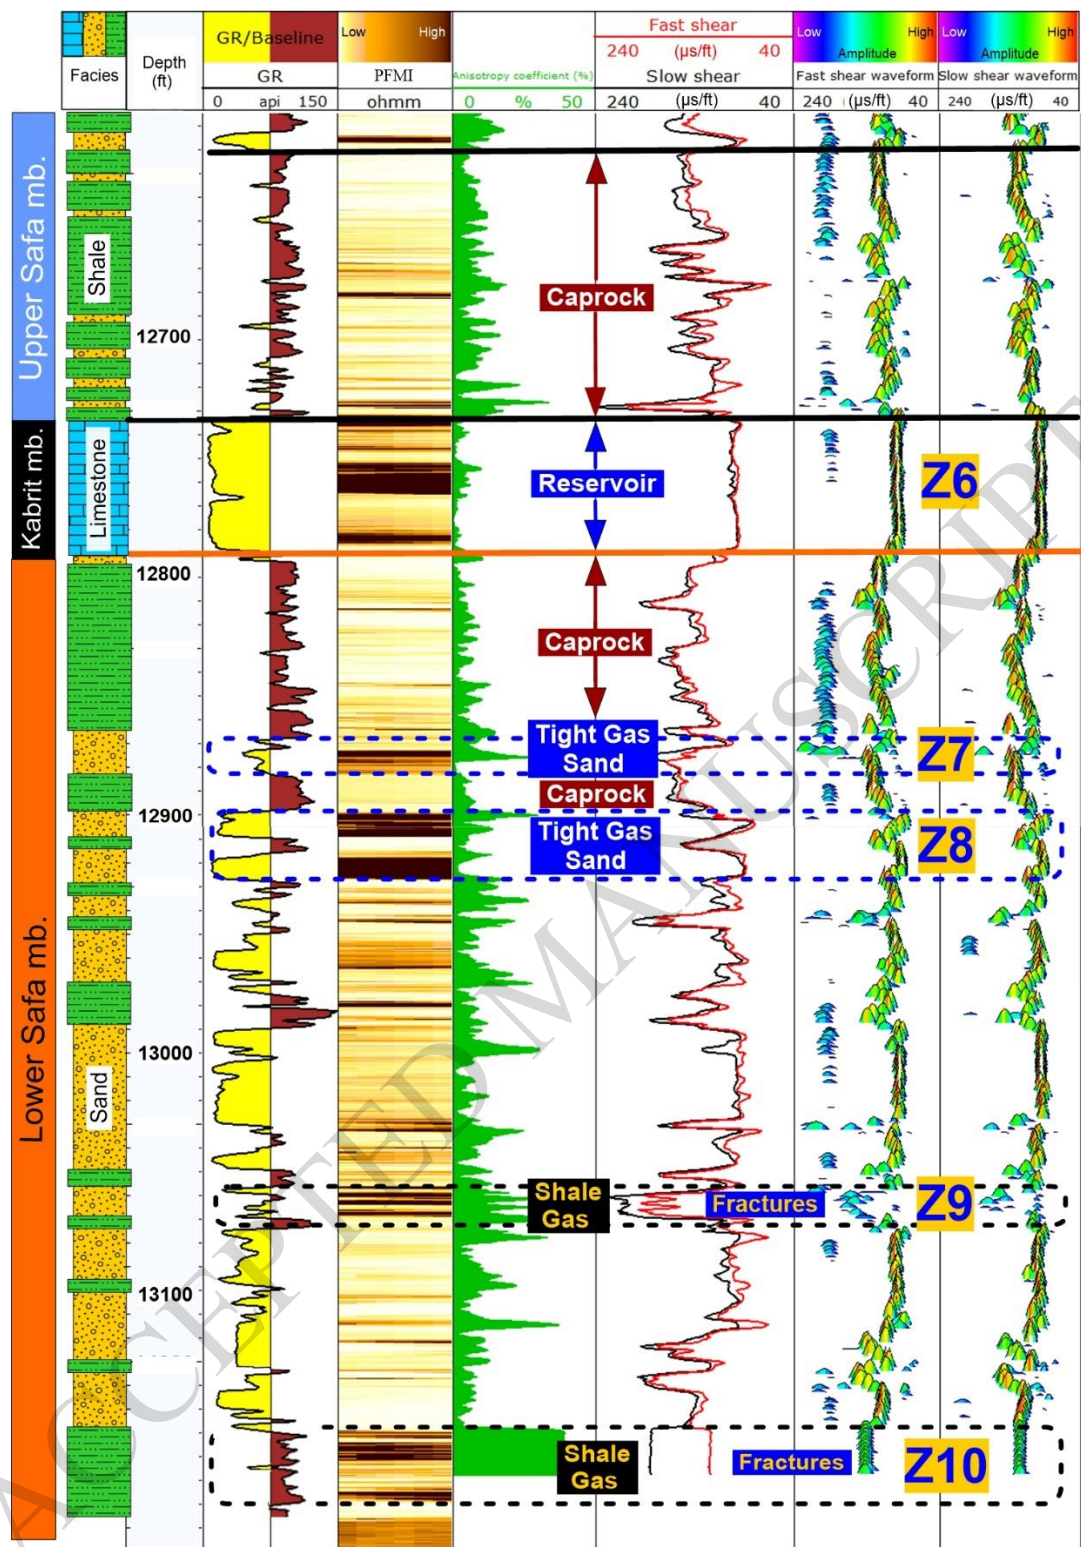 GR/Baseline
Low High
Fast shear
240 (µs/ft) 40
Low High
Amplitude
Low High
Amplitude
Facies
Depth
(ft)
GR
PFMI
Anisotropy coefficient (%)
Slow shear
Fast shear waveform
Slow shear waveform
0 api 150
ohmm
0 % 50
240 (µs/ft) 40
240 (µs/ft) 40
240 (µs/ft) 40
Upper Safa mb.
Shale
Caprock
12700
Kabrit mb.
Limestone
Reservoir
Z6
Lower Safa mb.
12800
Caprock
Tight Gas
Sand
Z7
Caprock
12900
Tight Gas
Sand
Z8
13000
Sand
Shale
Gas
Fractures
Z9
13100
Shale
Gas
Fractures
Z10
ACCEPTED MANUSCRIPT